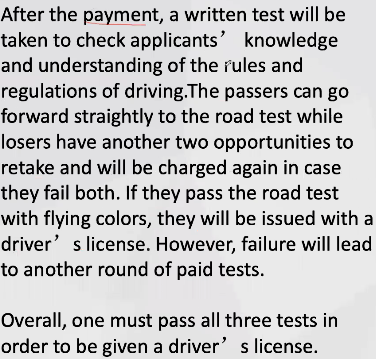 After the payment, a written test will be
taken to check applicants’ knowledge
and understanding of the rules and
regulations of driving.The passers can go
forward straightly to the road test while
losers have another two opportunities to
retake and will be charged again in case
they fail both. If they pass the road test
with flying colors, they will be issued with a
driver’s license. However, failure will lead
to another round of paid tests.
Overall, one must pass all three tests in
order to be given a driver’s license.